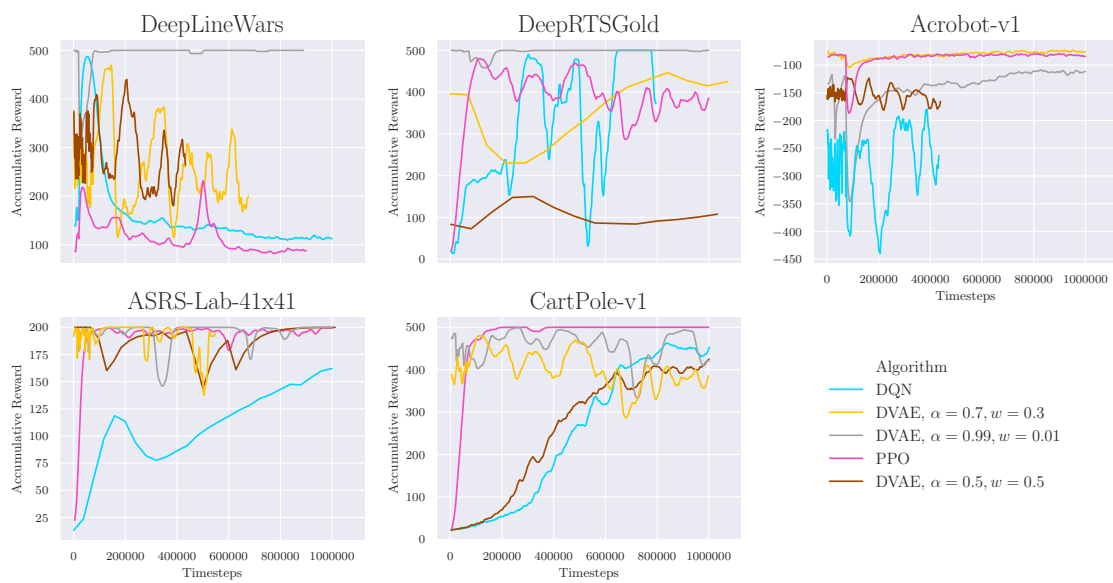 DeepLineWars
500
400
300
200
100
Accumulative Reward
DeepRTSGold
500
400
300
200
100
0
Accumulative Reward
Acrobot-v1
−100
−150
−200
−250
−300
−350
−400
−450
Accumulative Reward
0 200000 400000 600000 800000 1000000
Timesteps
ASRS-Lab-41x41
200
175
150
125
100
75
50
25
Accumulative Reward
0 200000 400000 600000 800000 1000000
Timesteps
CartPole-v1
500
400
300
200
100
0
Accumulative Reward
0 200000 400000 600000 800000 1000000
Timesteps
Algorithm
DQN
DVAE, α = 0.7, w = 0.3
DVAE, α = 0.99, w = 0.01
PPO
DVAE, α = 0.5, w = 0.5